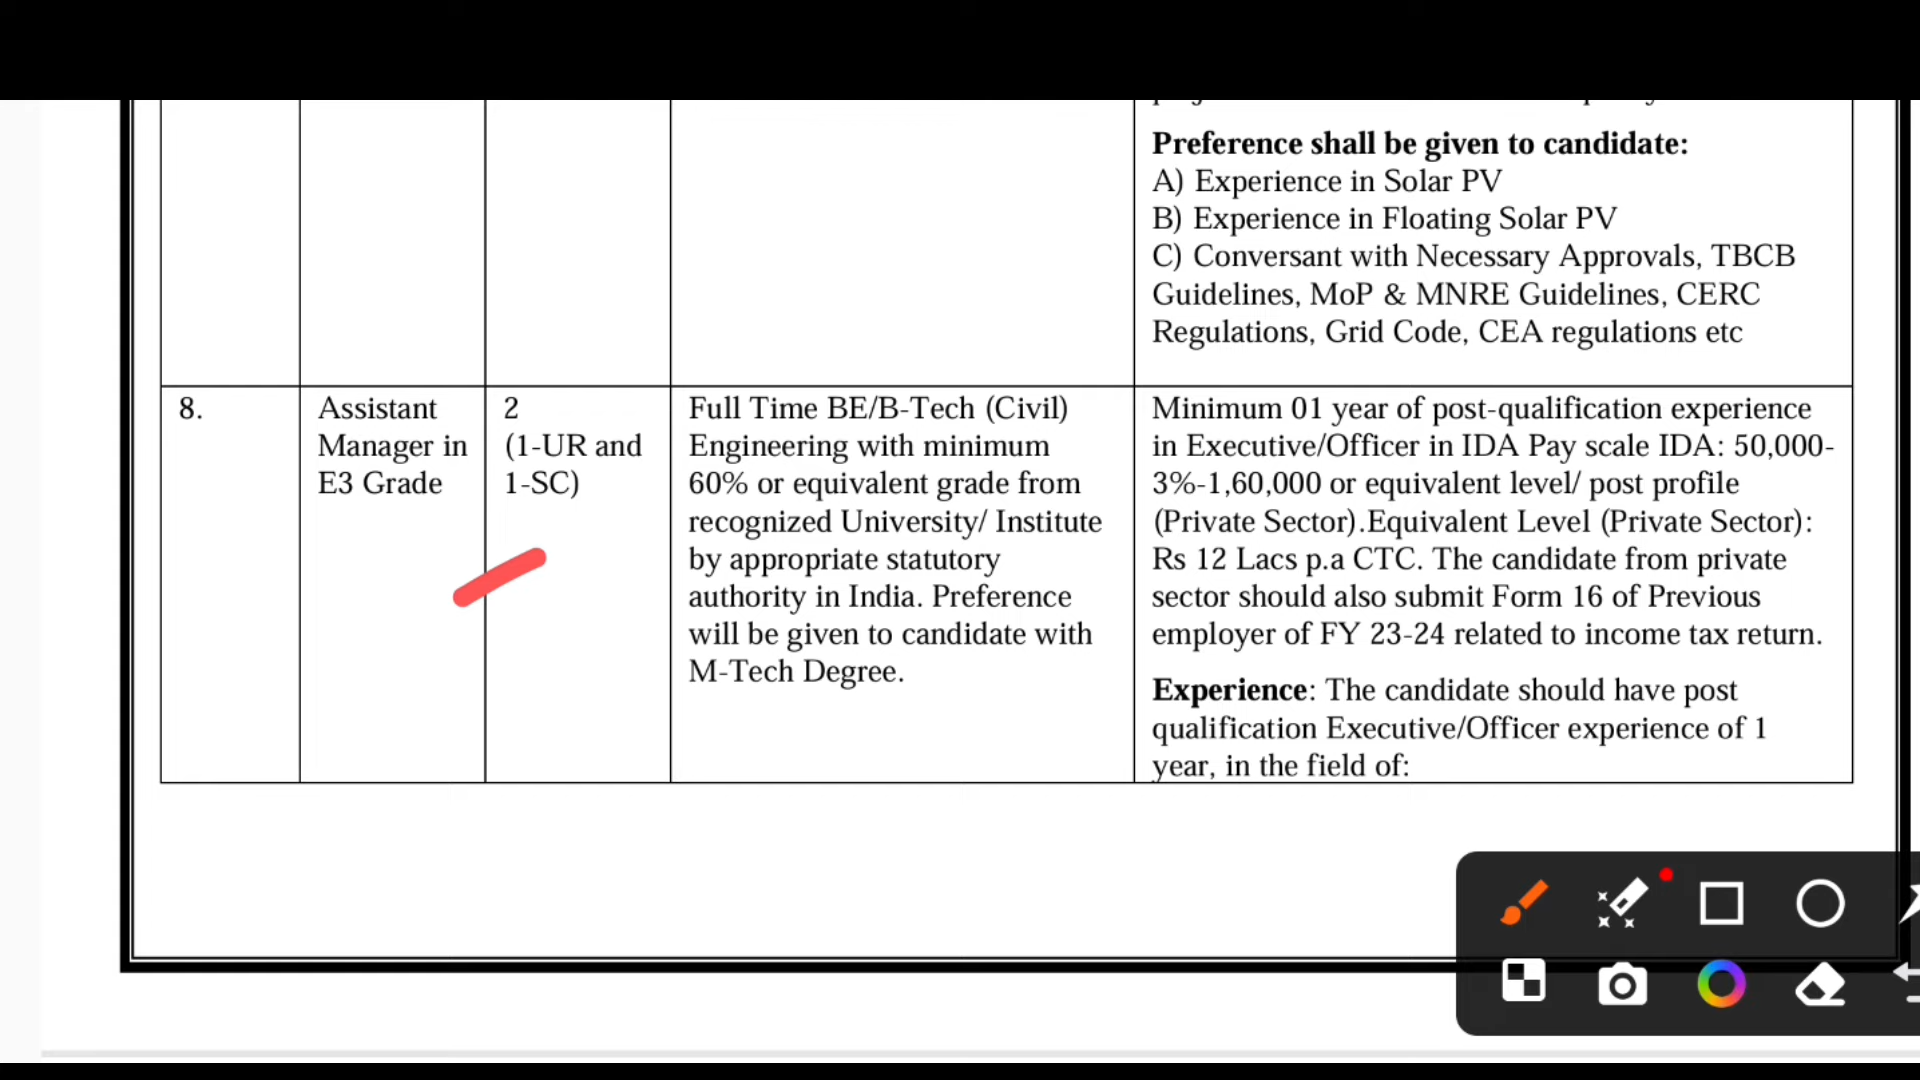 Preference shall be given to candidate:
A) Experience in Solar PV
B) Experience in Floating Solar PV
C) Conversant with Necessary Approvals, TBCB
Guidelines, MoP & MNRE Guidelines, CERC
Regulations, Grid Code, CEA regulations etc
8.
Assistant
Manager in
E3 Grade
2
(1-UR and
1-SC)
Full Time BE/B-Tech (Civil)
Engineering with minimum
60% or equivalent grade from
recognized University/ Institute
by appropriate statutory
authority in India. Preference
will be given to candidate with
M-Tech Degree.
Minimum 01 year of post-qualification experience
in Executive/Officer in IDA Pay scale IDA: 50,000-
3%-1,60,000 or equivalent level/ post profile
(Private Sector).Equivalent Level (Private Sector):
Rs 12 Lacs p.a CTC. The candidate from private
sector should also submit Form 16 of Previous
employer of FY 23-24 related to income tax return.
Experience: The candidate should have post
qualification Executive/Officer experience of 1
year, in the field of: